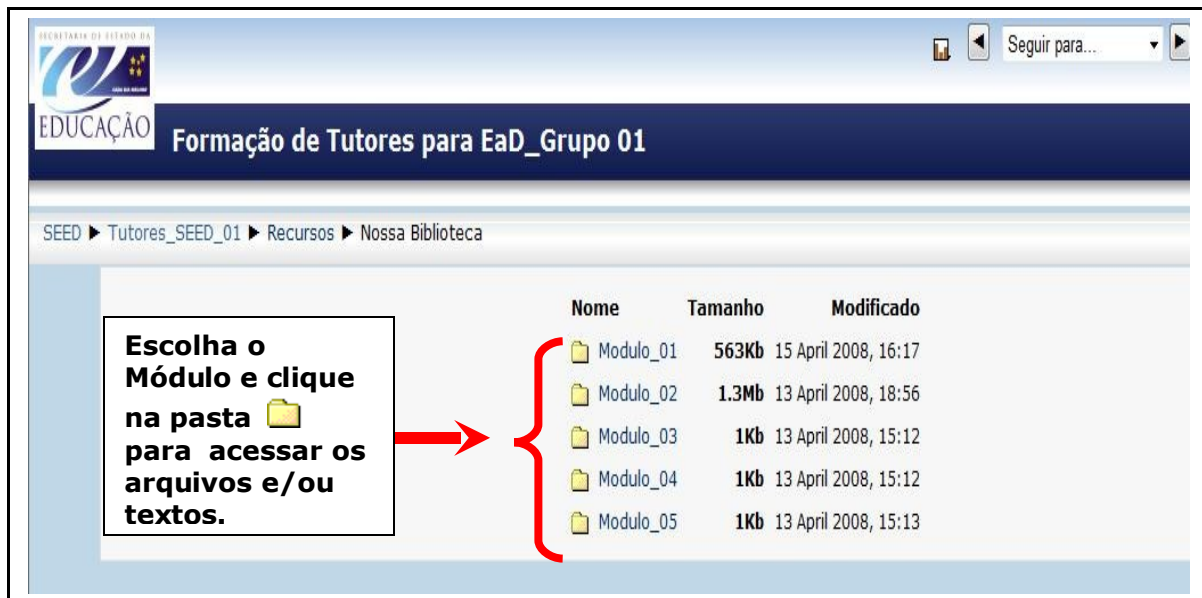 SECRETARIA DE ESTADO DA
EDUCAÇÃO
Seguir para...
Formação de Tutores para EaD_Grupo 01
SEED ▶ Tutores_SEED_01 ▶ Recursos ▶ Nossa Biblioteca
Nome Tamanho Modificado
Modulo_01 563Kb 15 April 2008, 16:17
Modulo_02 1.3Mb 13 April 2008, 18:56
Modulo_03 1Kb 13 April 2008, 15:12
Modulo_04 1Kb 13 April 2008, 15:12
Modulo_05 1Kb 13 April 2008, 15:13
Escolha o
Módulo e clique
na pasta
para acessar os
arquivos e/ou
textos.